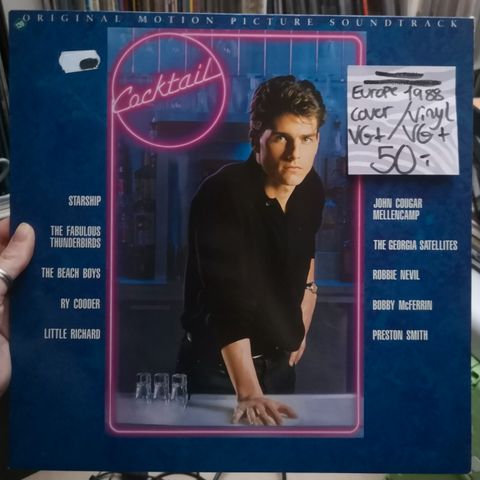 ORIGINAL MOTION PICTURE SOUNDTRACK
Cocktail
Europe 1988
cover/Vinyl
VG+/VG+
50:-
STARSHIP
THE FABULOUS
THUNDERBIRDS
THE BEACH BOYS
RY COODER
LITTLE RICHARD
JOHN COUGAR
MELLENCAMP
THE GEORGIA SATELLITES
ROBBIE NEVIL
BOBBY McFERRIN
PRESTON SMITH